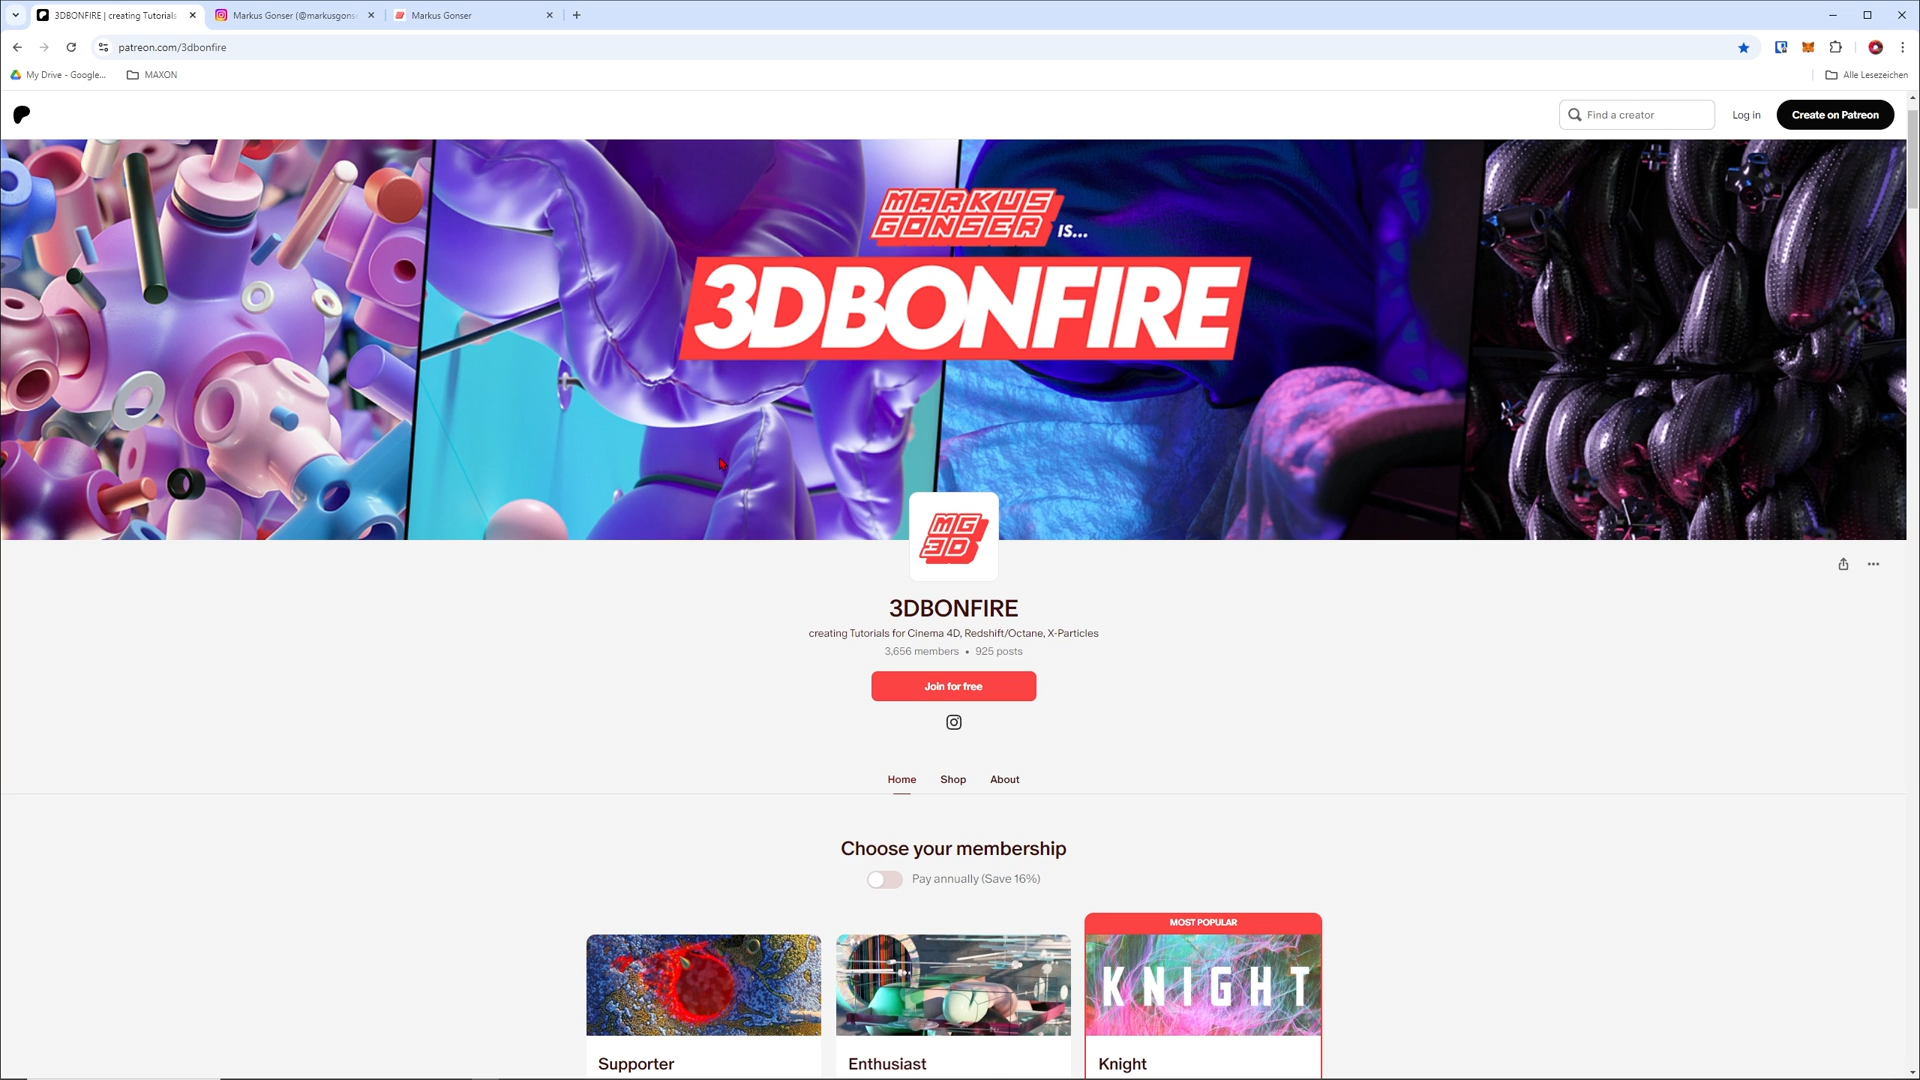 3DBONFIRE | creating Tutorials
Markus Gonser (@markusgons
Markus Gonser
patreon.com/3dbonfire
My Drive - Google...
MAXON
Alle Lesezeichen
Find a creator
Log in
Create on Patreon
MARKUS
GONSER IS...
3DBONFIRE
MG
3D
3DBONFIRE
creating Tutorials for Cinema 4D, Redshift/Octane, X-Particles
3,656 members • 925 posts
Join for free
Home Shop About
Choose your membership
Pay annually (Save 16%)
MOST POPULAR
KNIGHT
Supporter
Enthusiast
Knight